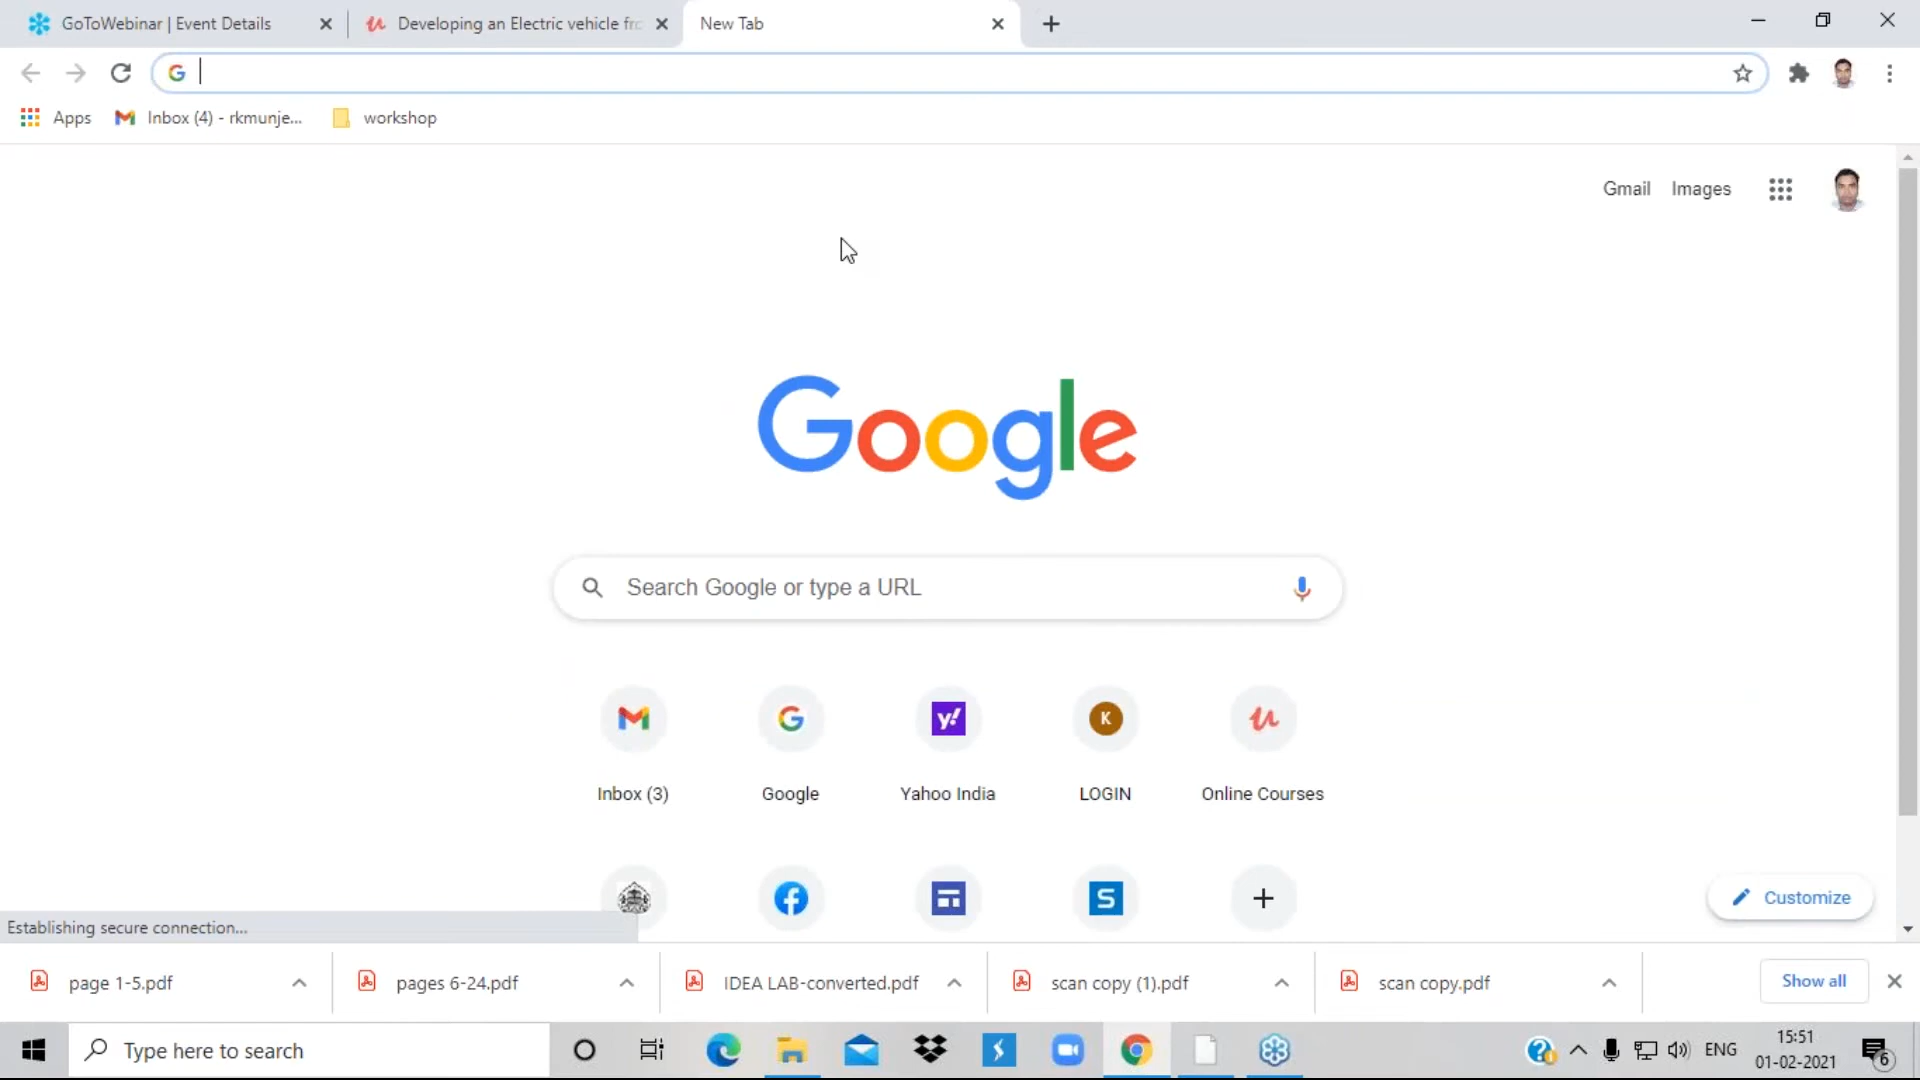 GoToWebinar | Event Details
Developing an Electric vehicle frc
New Tab
Apps
Inbox (4) - rkmunje...
workshop
Gmail
Images
Google
Search Google or type a URL
Inbox (3)
Google
Yahoo India
LOGIN
Online Courses
Customize
Establishing secure connection...
page 1-5.pdf
pages 6-24.pdf
IDEA LAB-converted.pdf
scan copy (1).pdf
scan copy.pdf
Show all
Type here to search
ENG
15:51
01-02-2021
6